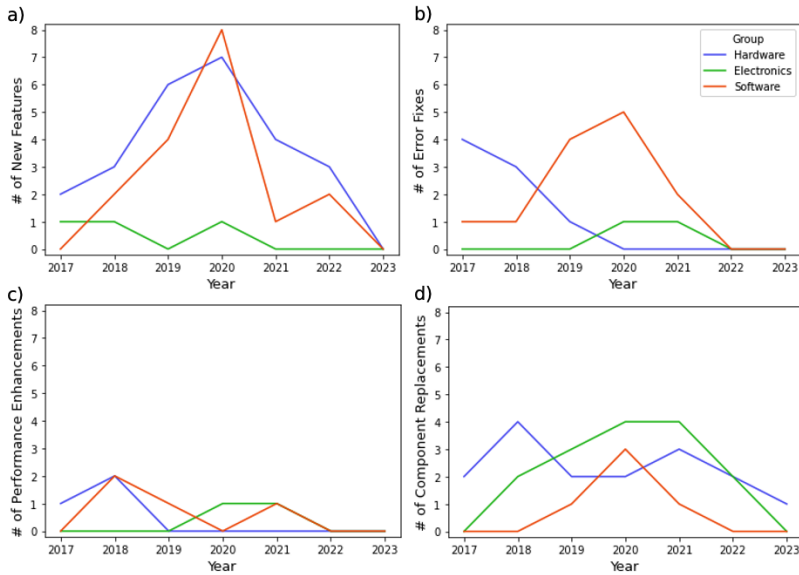 a)
# of New Features
8
7
6
5
4
3
2
1
0
2017 2018 2019 2020 2021 2022 2023
Year
b)
# of Error Fixes
8
7
6
5
4
3
2
1
0
Group
Hardware
Electronics
Software
2017 2018 2019 2020 2021 2022 2023
Year
c)
# of Performance Enhancements
8
7
6
5
4
3
2
1
0
2017 2018 2019 2020 2021 2022 2023
Year
d)
# of Component Replacements
8
7
6
5
4
3
2
1
0
2017 2018 2019 2020 2021 2022 2023
Year